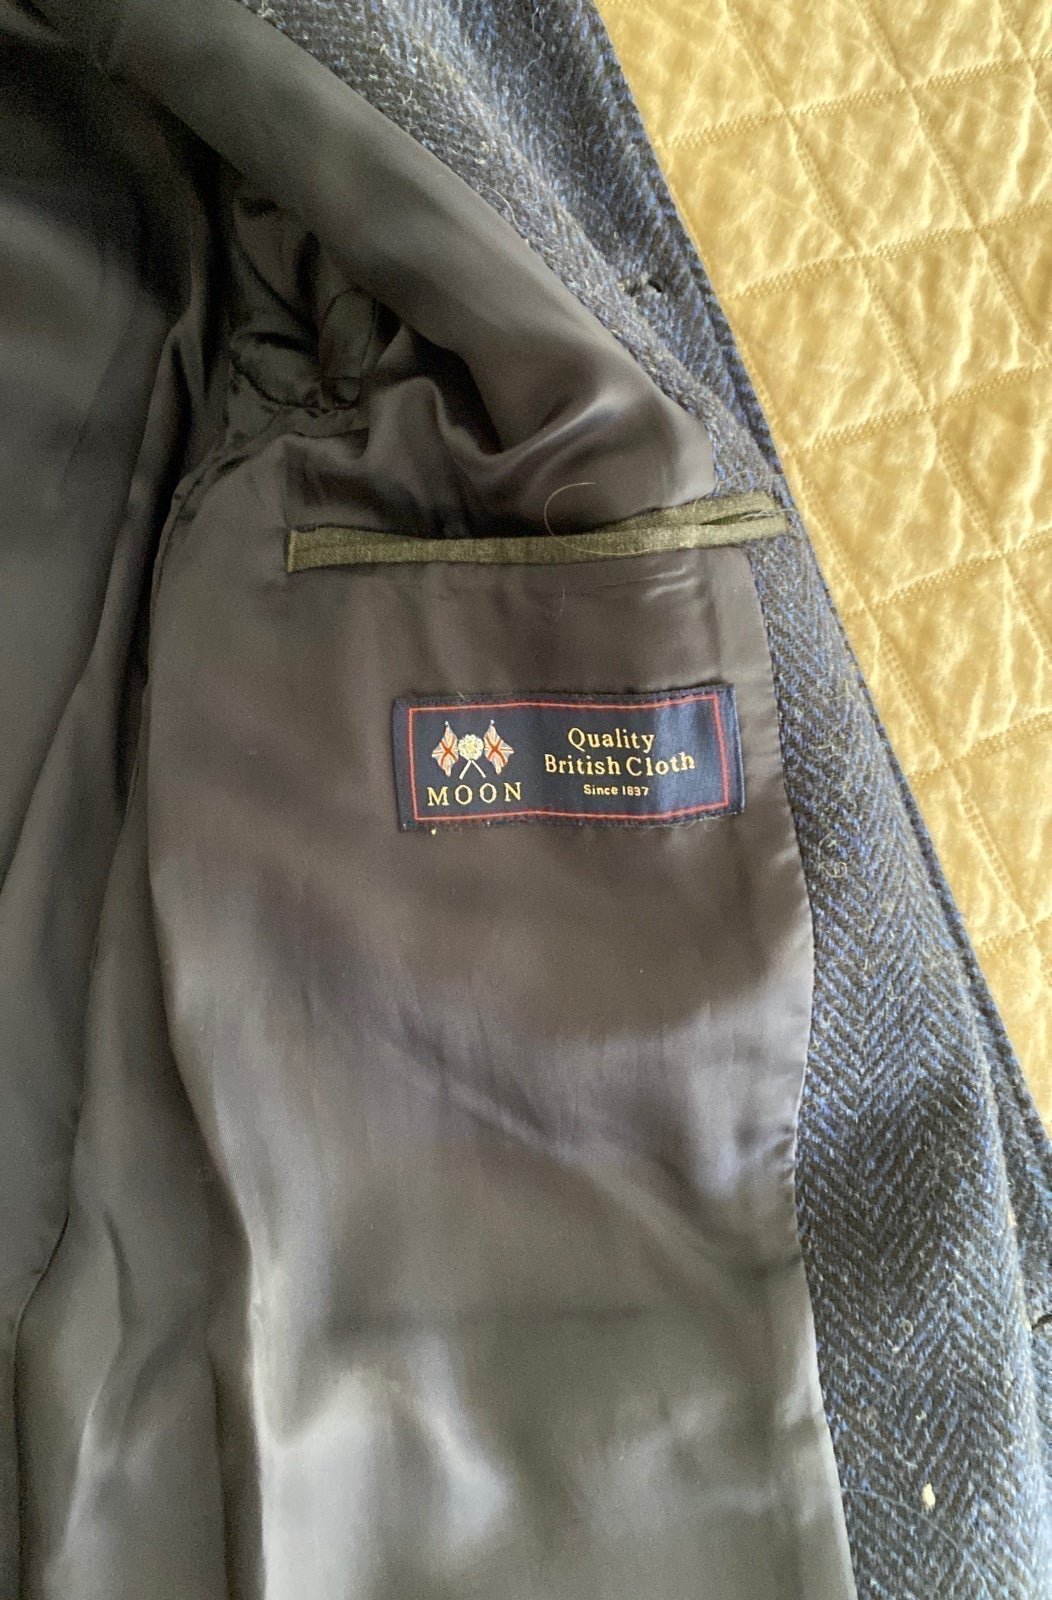 MOON
Quality
British Cloth
Since 1837